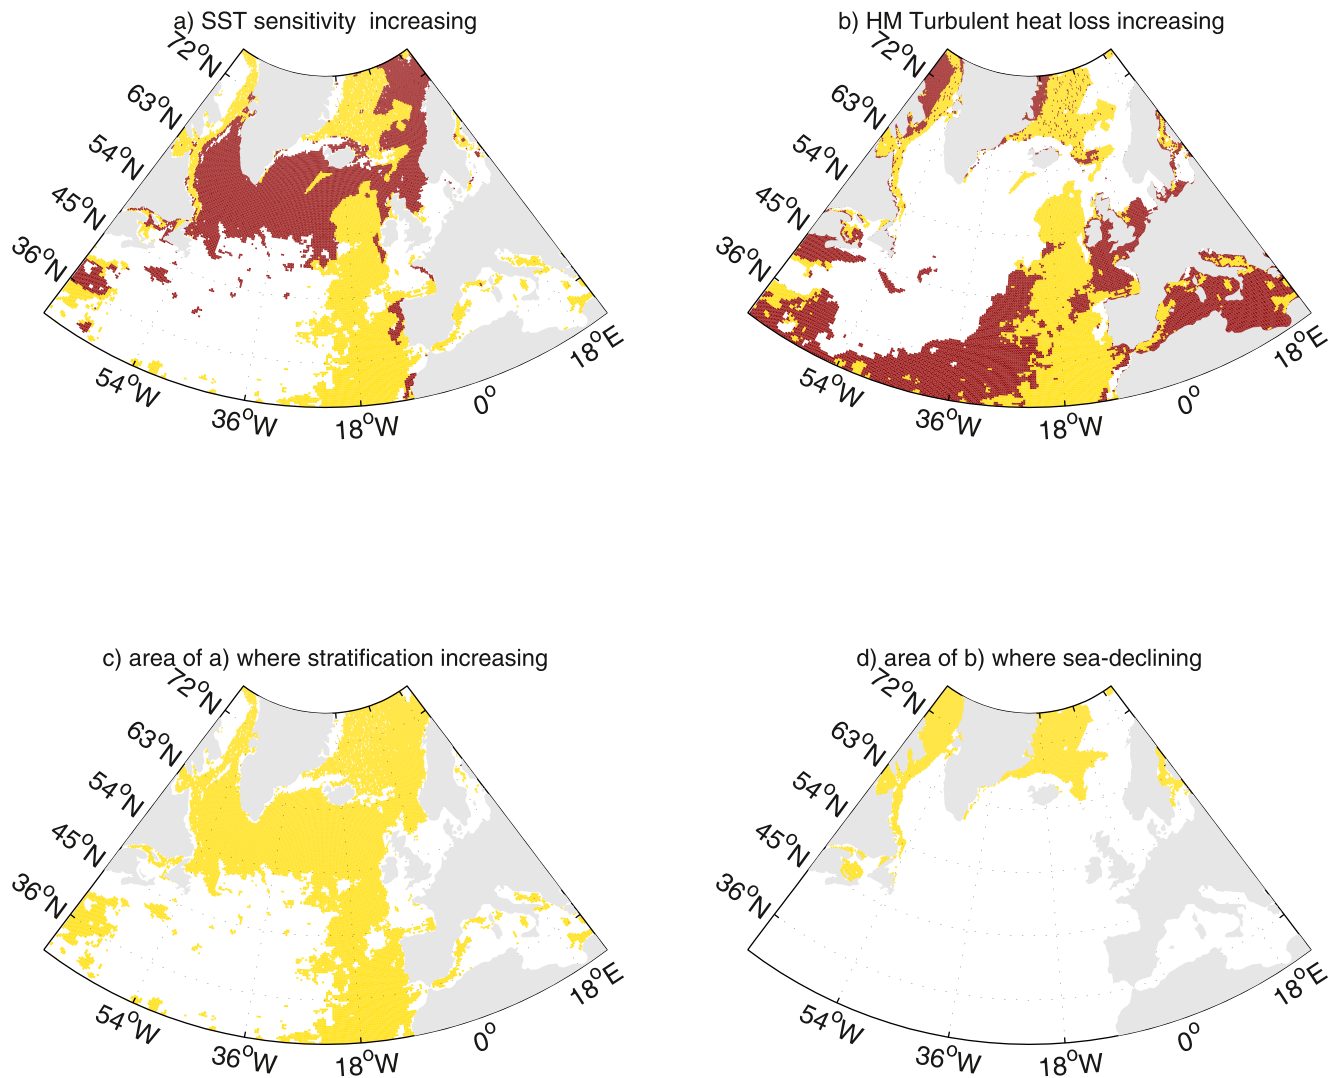 a) SST sensitivity  increasing
72°N
63°N
54°N
45°N
36°N
54°W
36°W
18°W
0°
18°E
b) HM Turbulent heat loss increasing
72°N
63°N
54°N
45°N
36°N
54°W
36°W
18°W
0°
18°E
c) area of a) where stratification increasing
72°N
63°N
54°N
45°N
36°N
54°W
36°W
18°W
0°
18°E
d) area of b) where sea-declining
72°N
63°N
54°N
45°N
36°N
54°W
36°W
18°W
0°
18°E